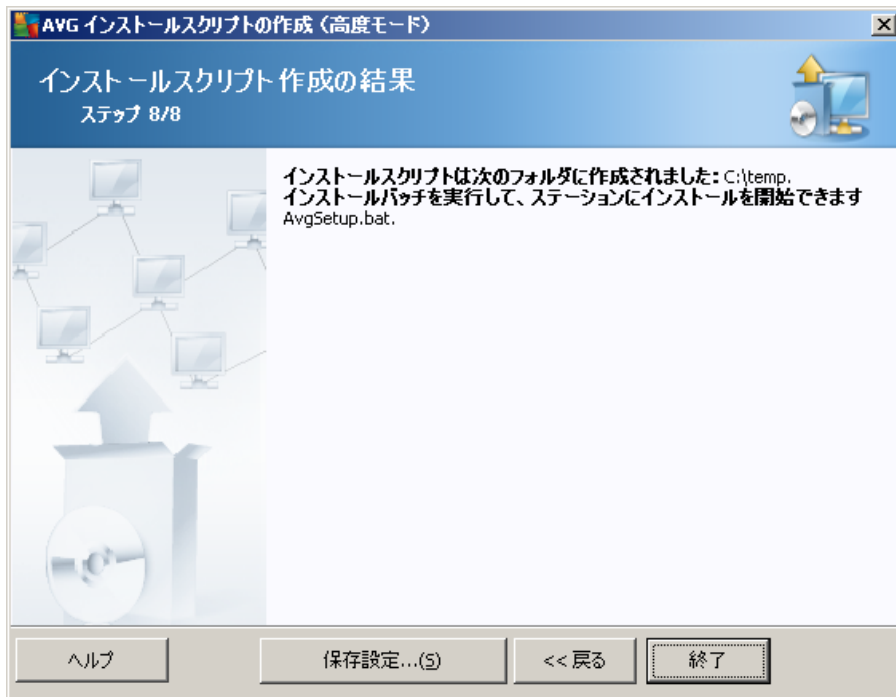 AVG インストールスクリプトの作成（高度モード）
インストールスクリプト作成の結果
ステップ 8/8
インストールスクリプトは次のフォルダに作成されました: C:\temp.
インストールバッチを実行して、ステーションにインストールを開始できます
AvgSetup.bat.
ヘルプ
保存設定...(S)
<< 戻る
終了